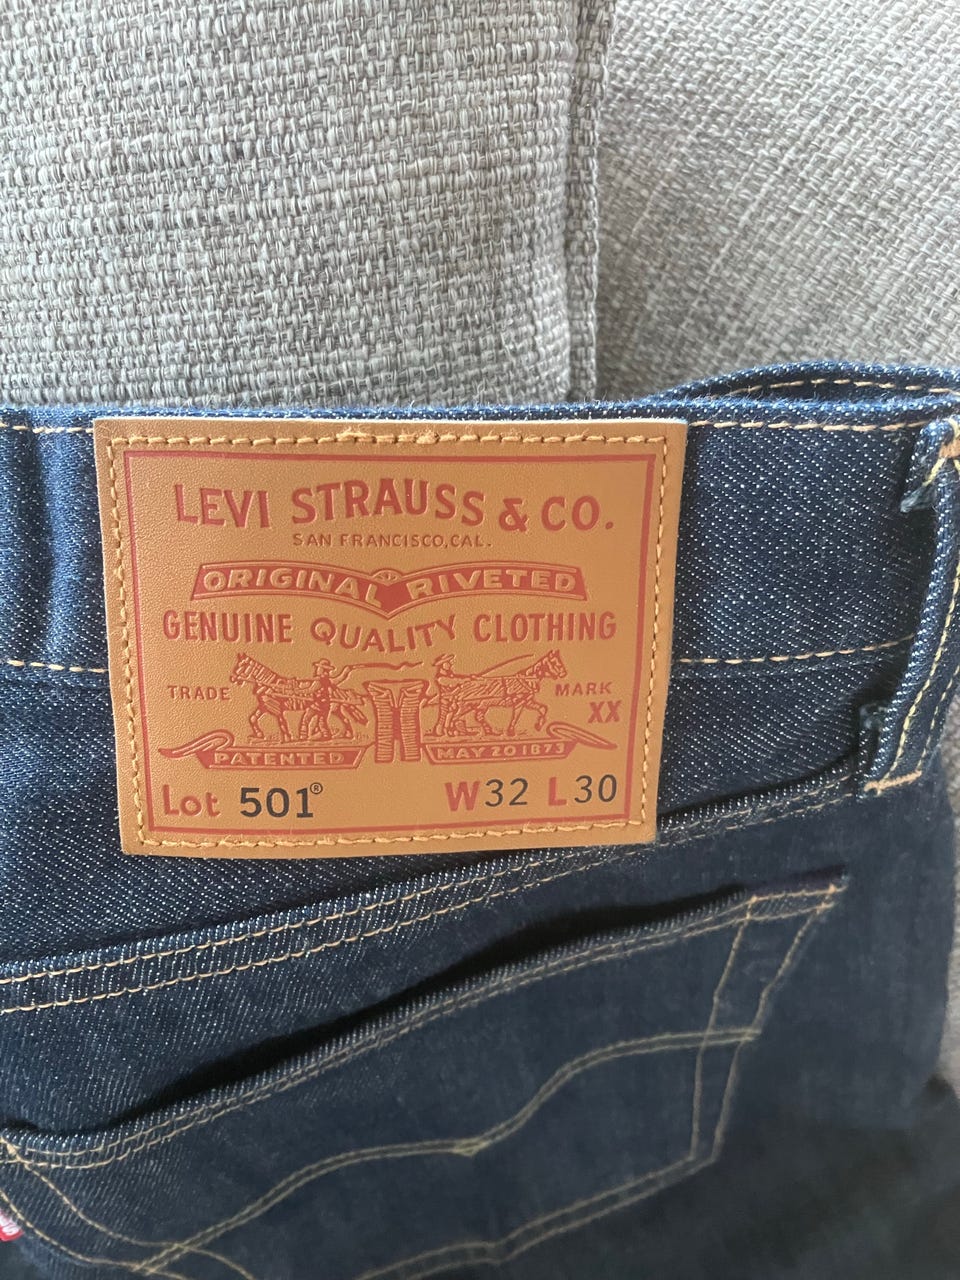 LEVI STRAUSS & CO.
SAN FRANCISCO, CAL.
ORIGINAL RIVETED
GENUINE QUALITY CLOTHING
TRADE MARK
XX
PATENTED MAY 20 1873
Lot 501® W32 L30